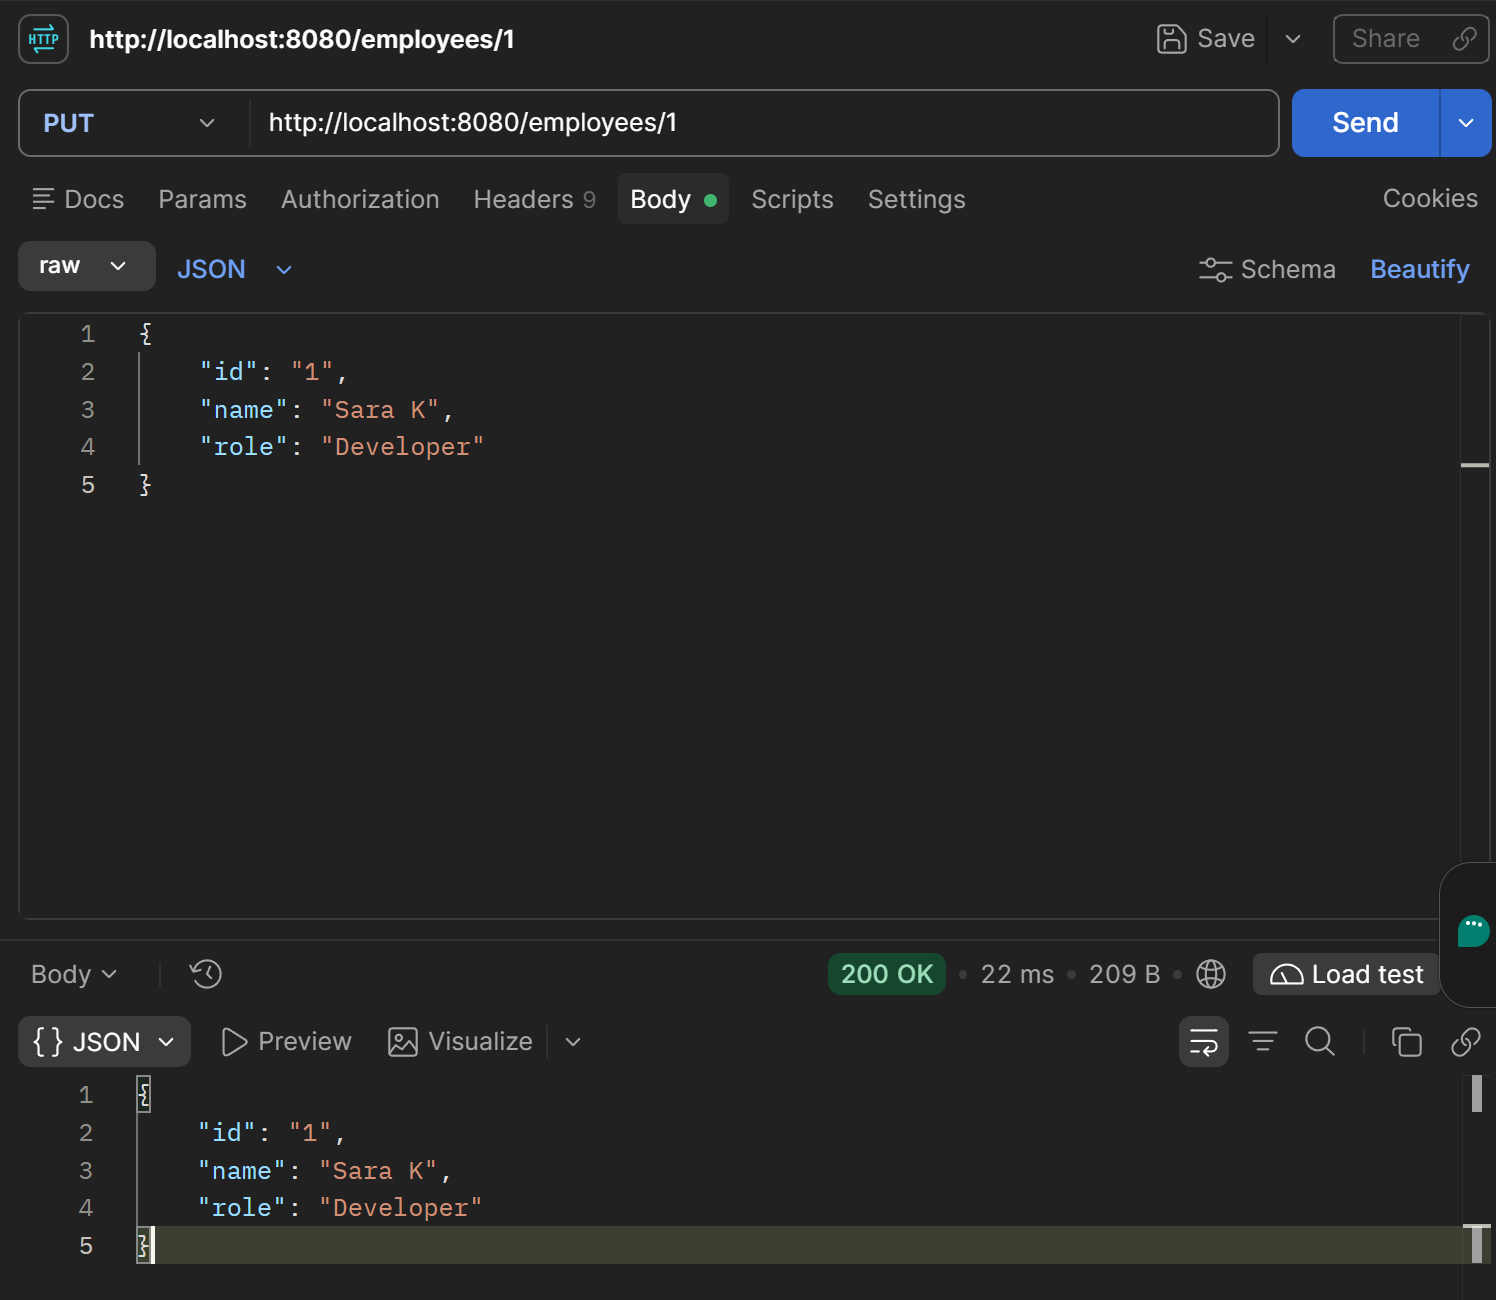 HTTP http://localhost:8080/employees/1 Save Share
PUT http://localhost:8080/employees/1 Send
Docs Params Authorization Headers 9 Body Scripts Settings Cookies
raw JSON Schema Beautify
1 {
2 "id": "1",
3 "name": "Sara K",
4 "role": "Developer"
5 }
Body 200 OK • 22 ms • 209 B • Load test
{} JSON Preview Visualize
1 {
2 "id": "1",
3 "name": "Sara K",
4 "role": "Developer"
5 }